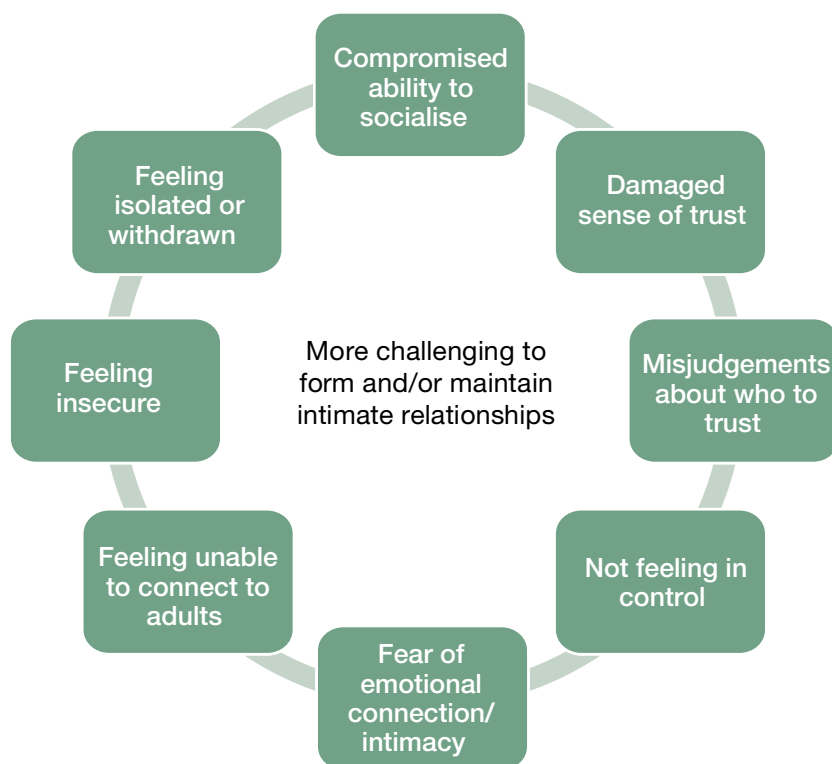 Compromised
ability to
socialise
Damaged
sense of trust
Misjudgements
about who to
trust
Not feeling in
control
Fear of
emotional
connection/
intimacy
Feeling unable
to connect to
adults
Feeling
insecure
Feeling
isolated or
withdrawn
More challenging to
form and/or maintain
intimate relationships